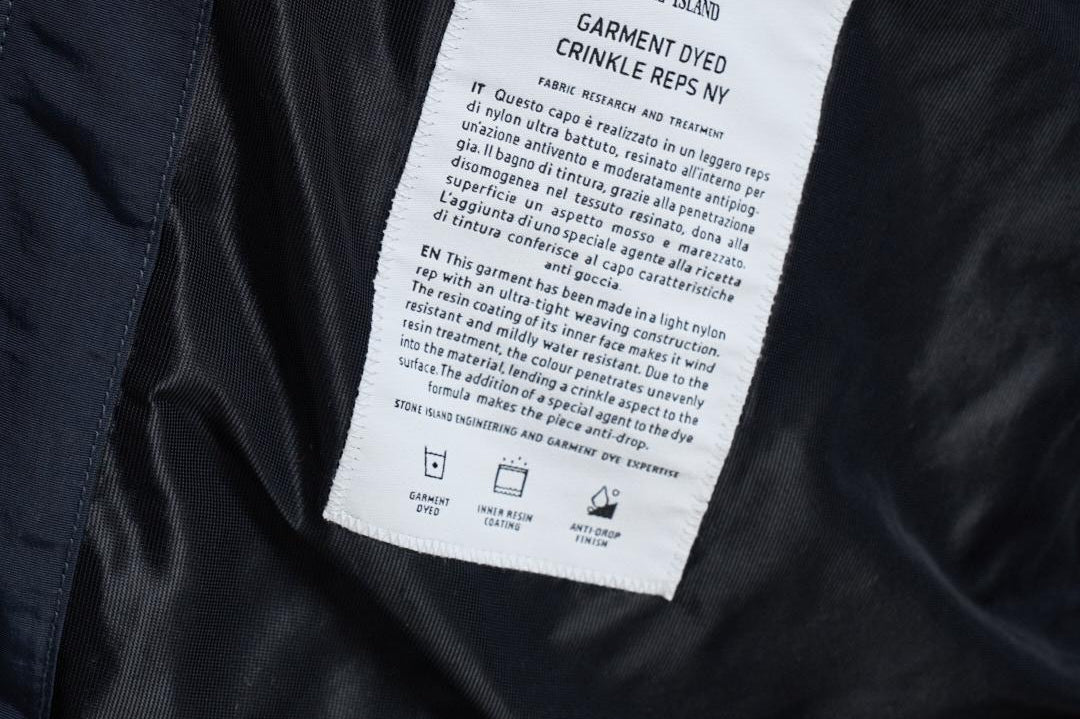 ISLAND
GARMENT DYED
CRINKLE REPS NY
FABRIC RESEARCH AND TREATMENT
IT Questo capo è realizzato in un leggero reps
di nylon ultra battuto, resinato all'interno per
un'azione antivento e moderatamente antipiog-
gia. Il bagno di tintura, grazie alla penetrazione
disomogenea nel tessuto resinato, dona alla
superficie un aspetto mosso e marezzato.
L'aggiunta di uno speciale agente alla ricetta
di tintura conferisce al capo caratteristiche
anti goccia.
EN This garment has been made in a light nylon
rep with an ultra-tight weaving construction.
The resin coating of its inner face makes it wind
resistant and mildly water resistant. Due to the
resin treatment, the colour penetrates unevenly
into the material, lending a crinkle aspect to the
surface. The addition of a special agent to the dye
formula makes the piece anti-drop.
STONE ISLAND ENGINEERING AND GARMENT DYE EXPERTISE
GARMENT
DYED
INNER RESIN
COATING
ANTI-DROP
FINISH